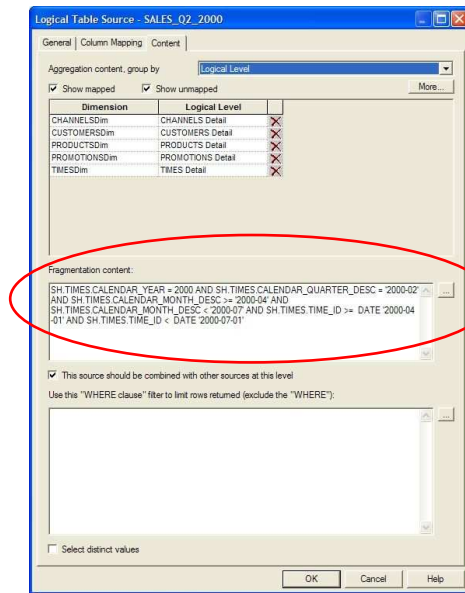 Logical Table Source - SALES_Q2_2000
General Column Mapping Content
Aggregation content, group by Logical Level
Show mapped Show unmapped More...
Dimension Logical Level
CHANNELSDim CHANNELS Detail
CUSTOMERSDim CUSTOMERS Detail
PRODUCTSDim PRODUCTS Detail
PROMOTIONSDim PROMOTIONS Detail
TIMESDim TIMES Detail
Fragmentation content:
SH.TIMES.CALENDAR_YEAR = 2000 AND SH.TIMES.CALENDAR_QUARTER_DESC = '2000-02'
AND SH.TIMES.CALENDAR_MONTH_DESC >= '2000-04' AND
SH.TIMES.CALENDAR_MONTH_DESC < '2000-07' AND SH.TIMES.TIME_ID >= DATE '2000-04
-01' AND SH.TIMES.TIME_ID < DATE '2000-07-01'
...
This source should be combined with other sources at this level
Use this "WHERE clause" filter to limit rows returned (exclude the "WHERE"):
...
Select distinct values
OK Cancel Help